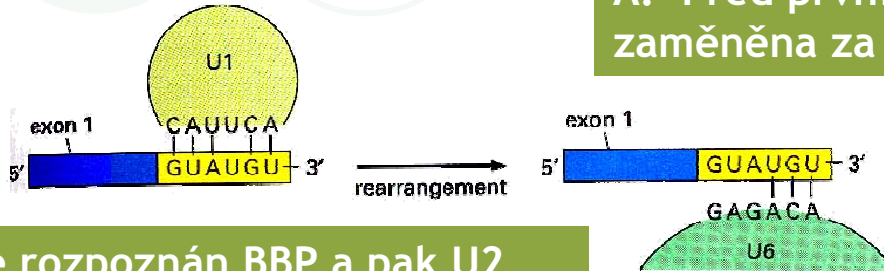 A. Před první
zaměněna za
U1
exon 1
CAUUCA
5' GUAUGU 3'
rearrangement
exon 1
5' GUAUGU 3'
GAGACA
U6
rozpoznán BBP a pak U2